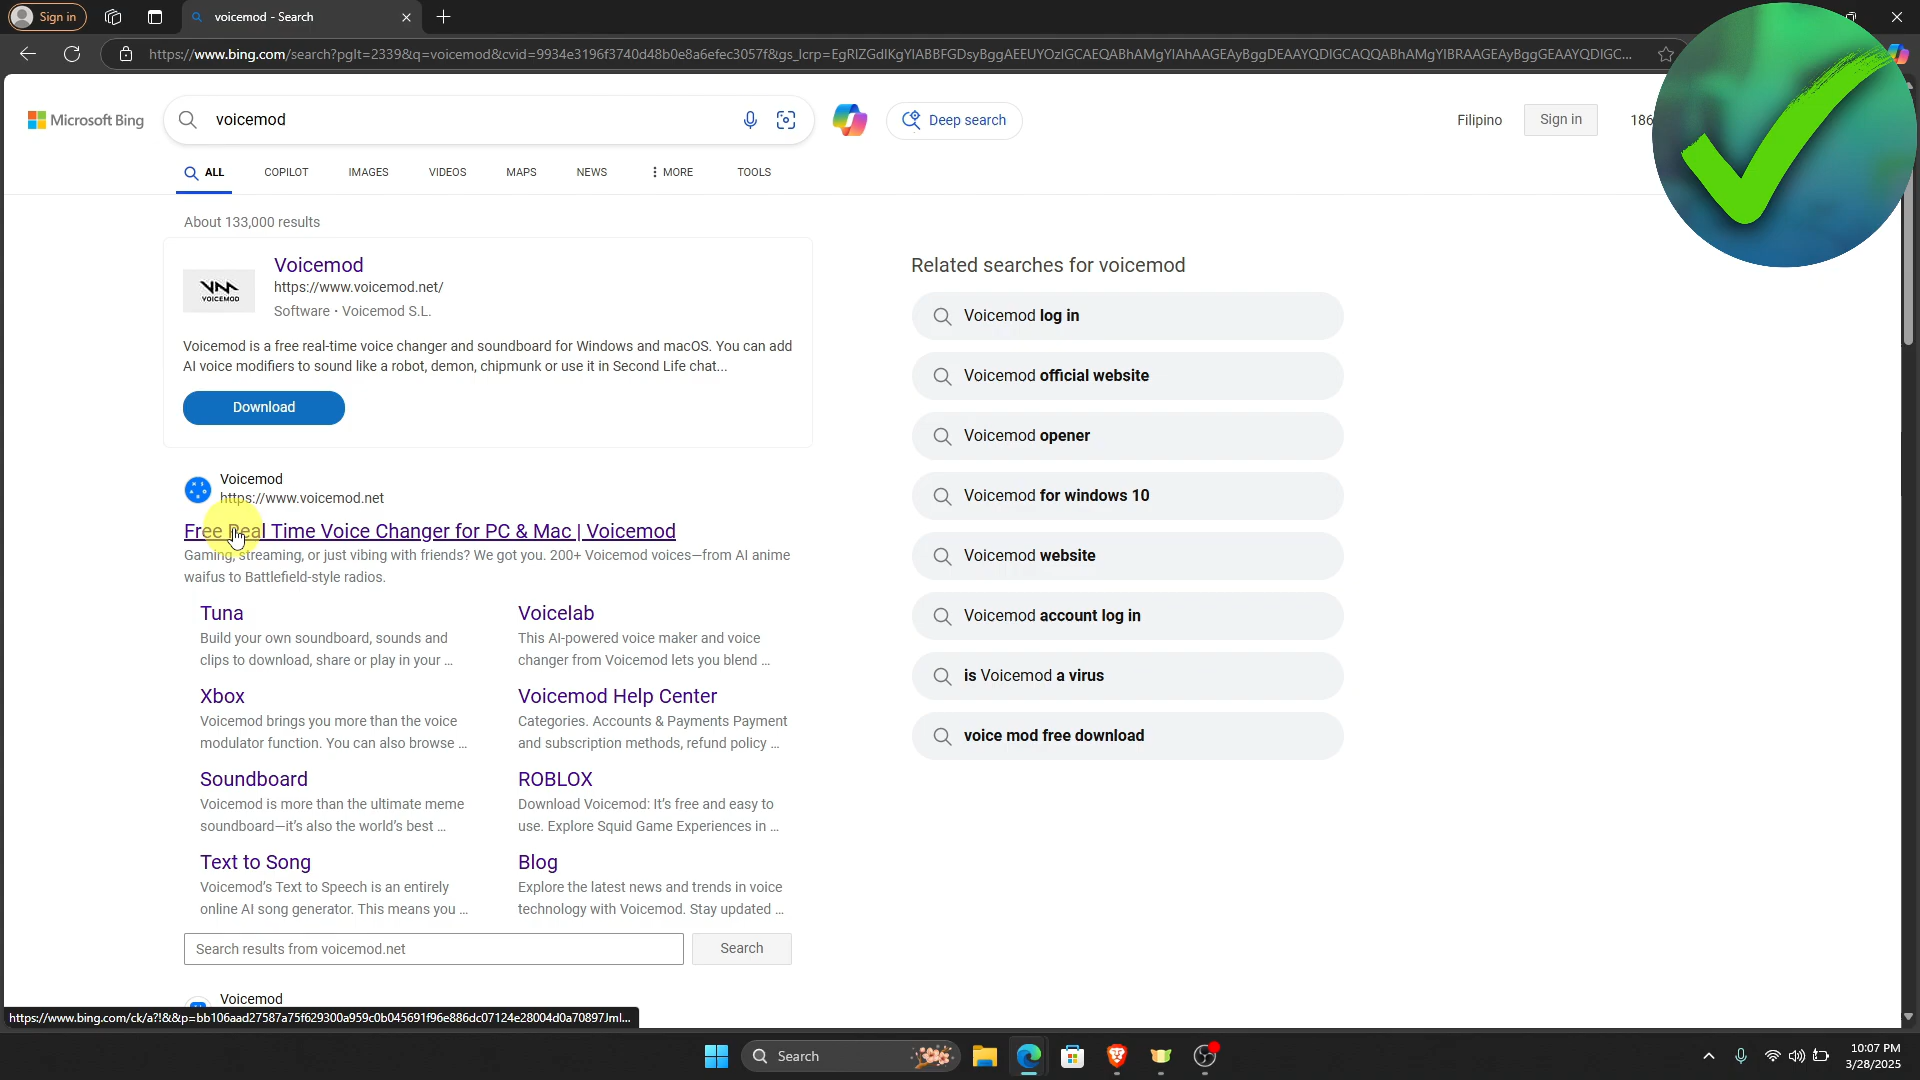 Sign in
voicemod - Search
https://www.bing.com/search?pglt=2339&q=voicemod&cvid=9934e3196f3740d48b0e8a6efec3057f&gs_lcrp=EgRlZGdlKgYIABBFGDsyBggAEEUYOzIGCAEQABhAMgYIAhAAGEAyBggDEAAYQDIGCAQQABhAMgYIBRAAGEAyBggGEAAYQDIGC...
Microsoft Bing
voicemod
Deep search
Filipino
Sign in
186
ALL
COPILOT
IMAGES
VIDEOS
MAPS
NEWS
MORE
TOOLS
About 133,000 results
Voicemod
https://www.voicemod.net/
Software · Voicemod S.L.
VOICEMOD
Voicemod is a free real-time voice changer and soundboard for Windows and macOS. You can add
AI voice modifiers to sound like a robot, demon, chipmunk or use it in Second Life chat...
Download
Voicemod
https://www.voicemod.net
Free Real Time Voice Changer for PC & Mac | Voicemod
Gaming, streaming, or just vibing with friends? We got you. 200+ Voicemod voices—from AI anime
waifus to Battlefield-style radios.
Tuna
Build your own soundboard, sounds and
clips to download, share or play in your ...
Voicelab
This AI-powered voice maker and voice
changer from Voicemod lets you blend ...
Xbox
Voicemod brings you more than the voice
modulator function. You can also browse ...
Voicemod Help Center
Categories. Accounts & Payments Payment
and subscription methods, refund policy ...
Soundboard
Voicemod is more than the ultimate meme
soundboard—it's also the world's best ...
ROBLOX
Download Voicemod: It's free and easy to
use. Explore Squid Game Experiences in ...
Text to Song
Voicemod's Text to Speech is an entirely
online AI song generator. This means you ...
Blog
Explore the latest news and trends in voice
technology with Voicemod. Stay updated ...
Search results from voicemod.net
Search
Voicemod
Related searches for voicemod
Voicemod log in
Voicemod official website
Voicemod opener
Voicemod for windows 10
Voicemod website
Voicemod account log in
is Voicemod a virus
voice mod free download
https://www.bing.com/ck/a?!&&p=bb106aad27587a75f629300a959c0b045691f96e886dc07124e28004d0a70897Jml...
Search
10:07 PM
3/28/2025